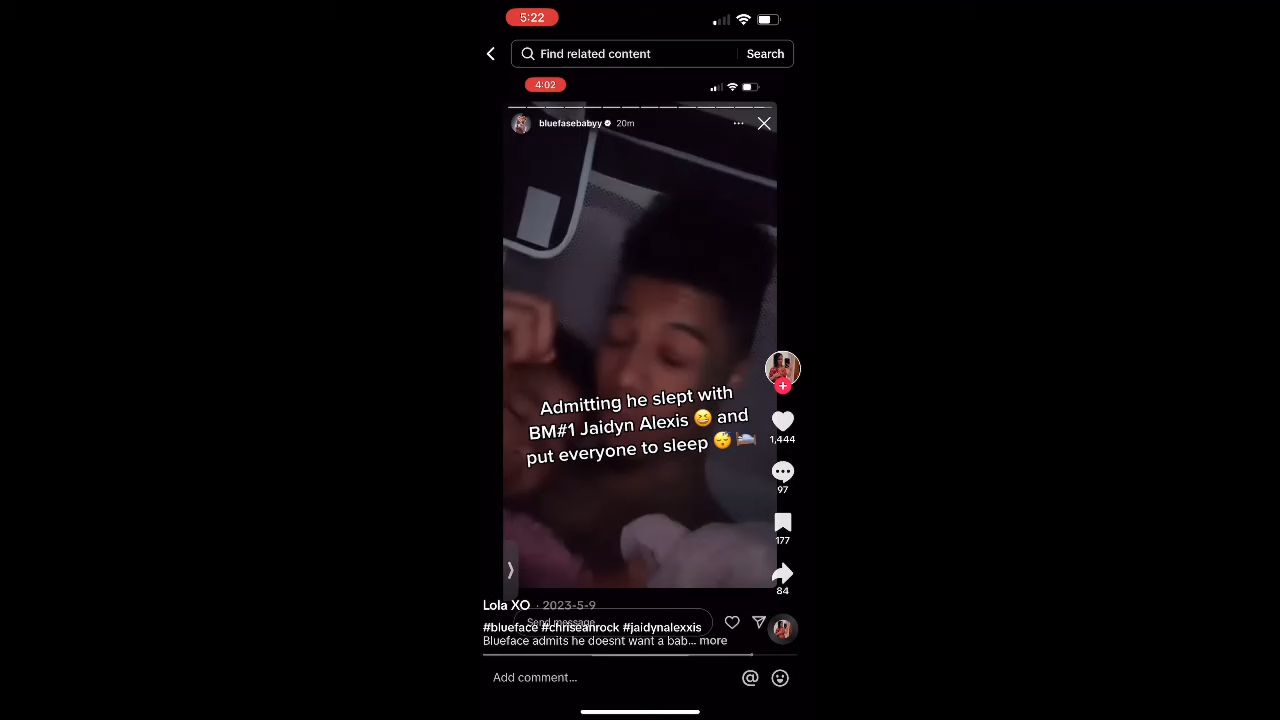 5:22
Find related content
Search
4:02
bluefasebabyy 20m
Admitting he slept with
BM#1 Jaidyn Alexis 😆 and
put everyone to sleep 😴 🛌
1,444
97
177
84
Lola XO · 2023-5-9
Send message
#blueface #chriseanrock #jaidynalexxis
Blueface admits he doesnt want a bab... more
Add comment...